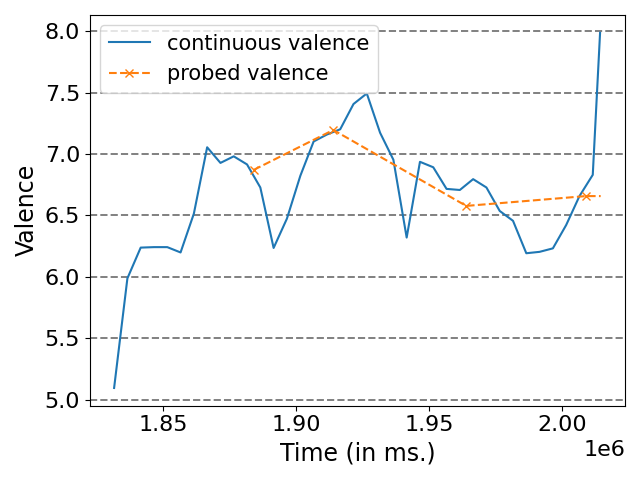 continuous valence
probed valence
Valence
8.0
7.5
7.0
6.5
6.0
5.5
5.0
1.85 1.90 1.95 2.00
1e6
Time (in ms.)